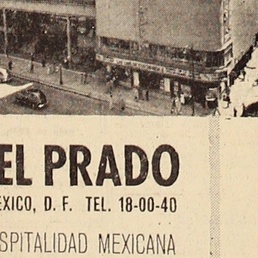 EL PRADO
EXICO, D. F. TEL. 18-00-40
SPITALIDAD MEXICANA